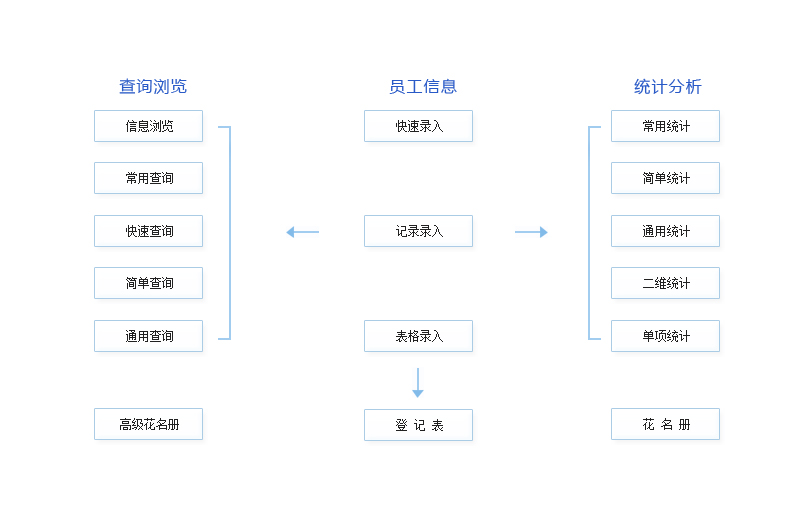 查询浏览
信息浏览
常用查询
快速查询
简单查询
通用查询
高级花名册
员工信息
快速录入
记录录入
表格录入
登 记 表
统计分析
常用统计
简单统计
通用统计
二维统计
单项统计
花 名 册